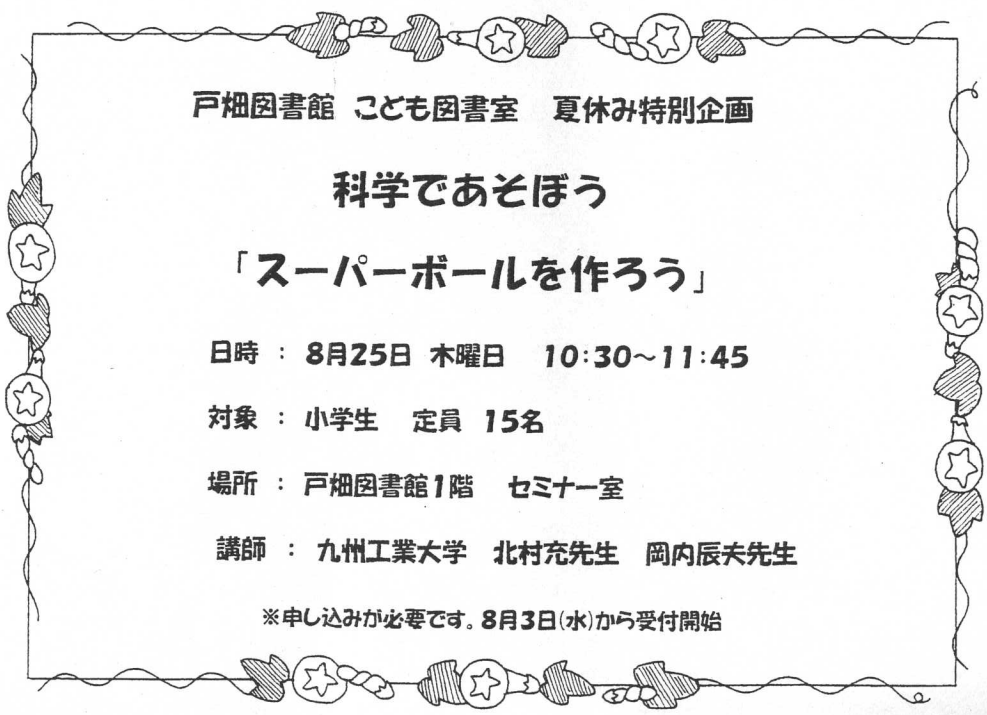 戸畑図書館 こども図書室 夏休み特別企画
科学であそぼう
「スーパーボールを作ろう」
日時 : 8月25日 木曜日 10:30～11:45
対象 : 小学生 定員 15名
場所 : 戸畑図書館1階 セミナー室
講師 : 九州工業大学 北村充先生 岡内辰夫先生
※申し込みが必要です。8月3日(水)から受付開始